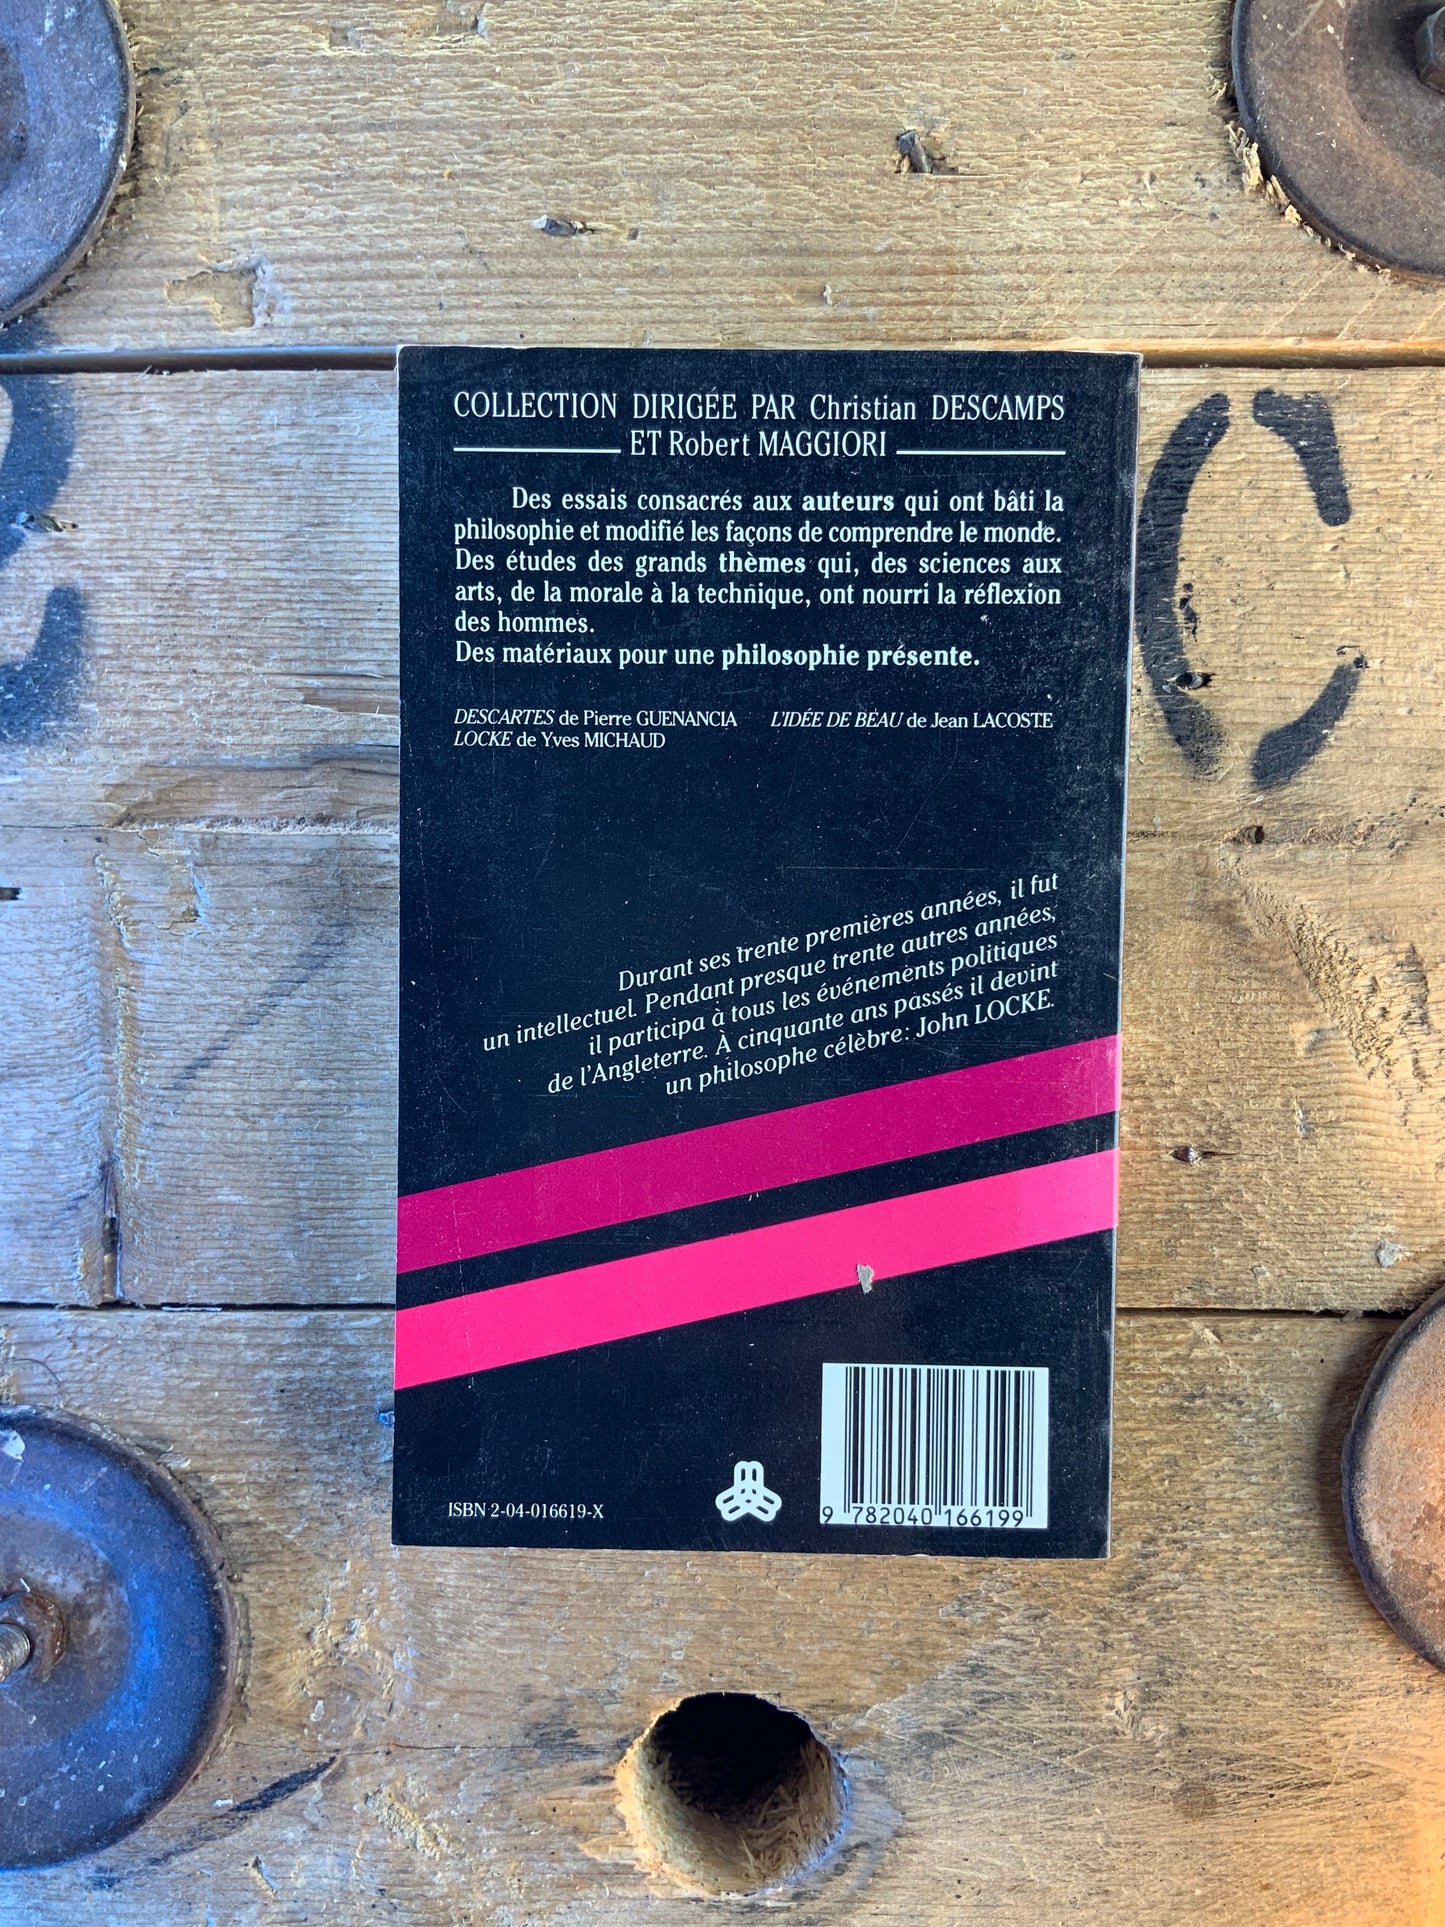 COLLECTION DIRIGÉE PAR Christian DESCAMPS
ET Robert MAGGIORI
Des essais consacrés aux auteurs qui ont bâti la
philosophie et modifié les façons de comprendre le monde.
Des études des grands thèmes qui, des sciences aux
arts, de la morale à la technique, ont nourri la réflexion
des hommes.
Des matériaux pour une philosophie présente.
DESCARTES de Pierre GUENANCIA L'IDÉE DE BEAU de Jean LACOSTE
LOCKE de Yves MICHAUD
Durant ses trente premières années, il fut
un intellectuel. Pendant presque trente autres années,
il participa à tous les événements politiques
de l'Angleterre. À cinquante ans passés il devint
un philosophe célèbre: John LOCKE.
ISBN 2-04-016619-X
9 782040 166199
C